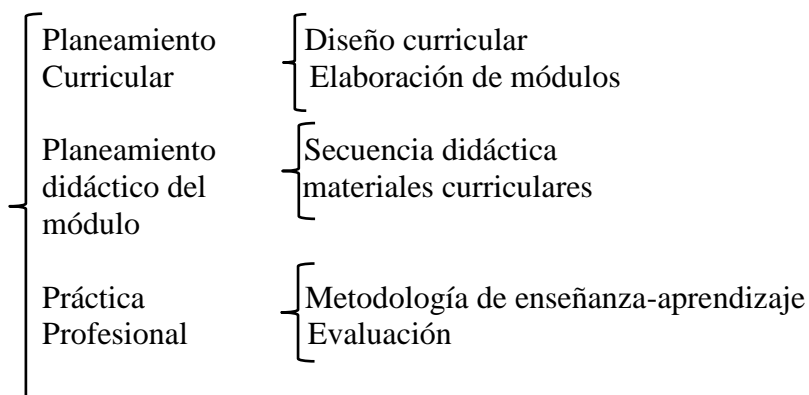 Planeamiento Diseño curricular
Curricular Elaboración de módulos
Planeamiento Secuencia didáctica
didáctico del materiales curriculares
módulo
Práctica Metodología de enseñanza-aprendizaje
Profesional Evaluación